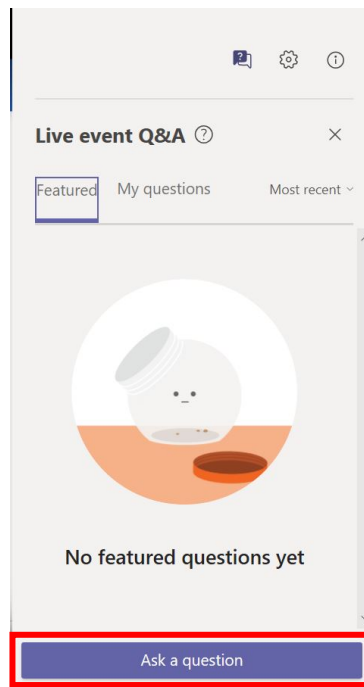 Live event Q&A
Featured My questions Most recent
No featured questions yet
Ask a question